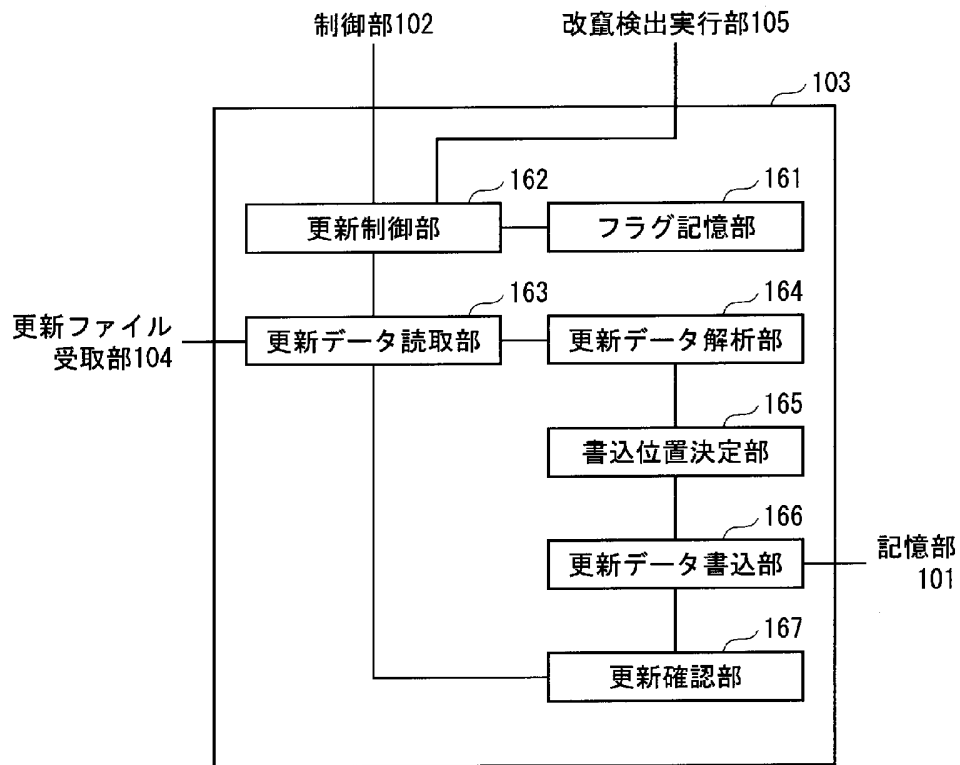 制御部102
改竄検出実行部105
103
162
161
更新制御部
フラグ記憶部
163
164
更新ファイル
受取部104
更新データ読取部
更新データ解析部
165
書込位置決定部
166
更新データ書込部
記憶部
101
167
更新確認部